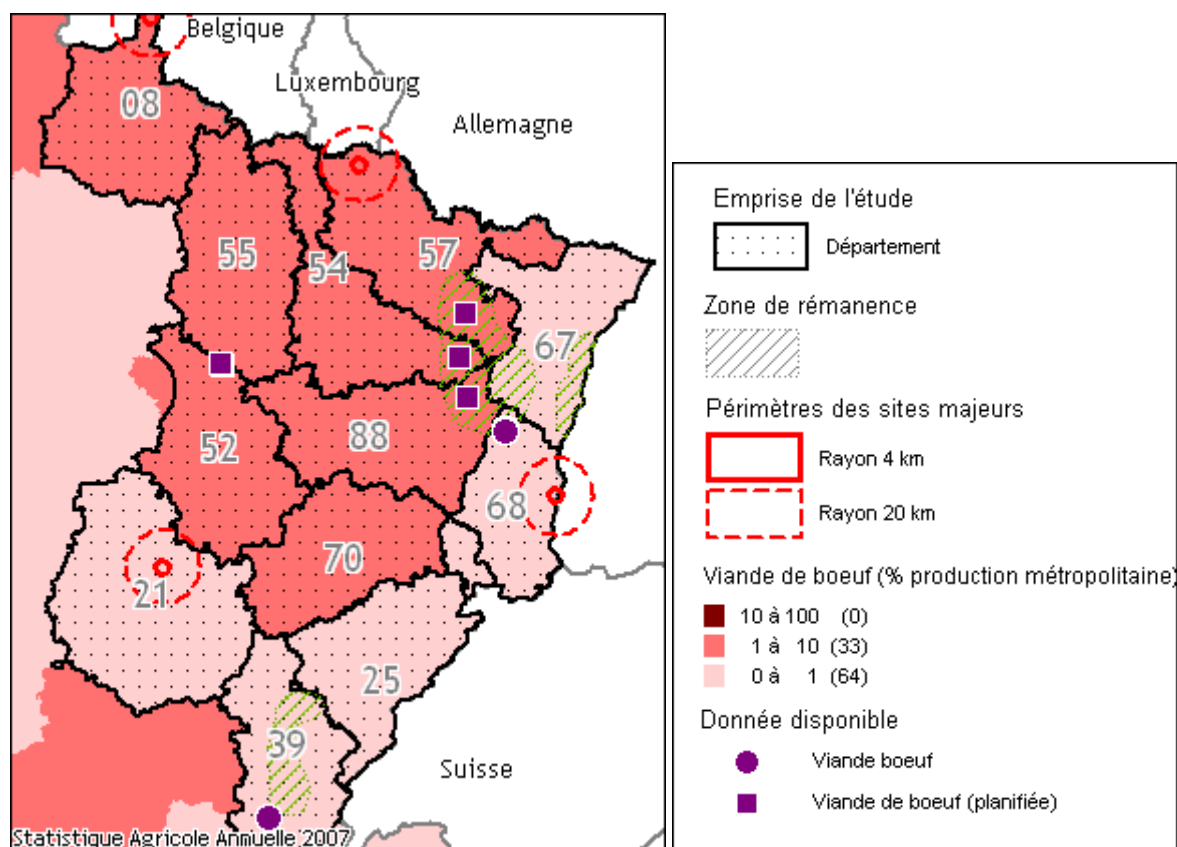 Belgique
Luxembourg
Allemagne
08
55
54
57
67
88
52
68
70
21
25
39
Suisse
Statistique Agricole Annuelle 2007
Emprise de l'étude
Département
Zone de rémanence
Périmètres des sites majeurs
Rayon 4 km
Rayon 20 km
Viande de boeuf (% production métropolitaine)
10 à 100 (0)
1 à 10 (33)
0 à 1 (64)
Donnée disponible
Viande boeuf
Viande de boeuf (planifiée)